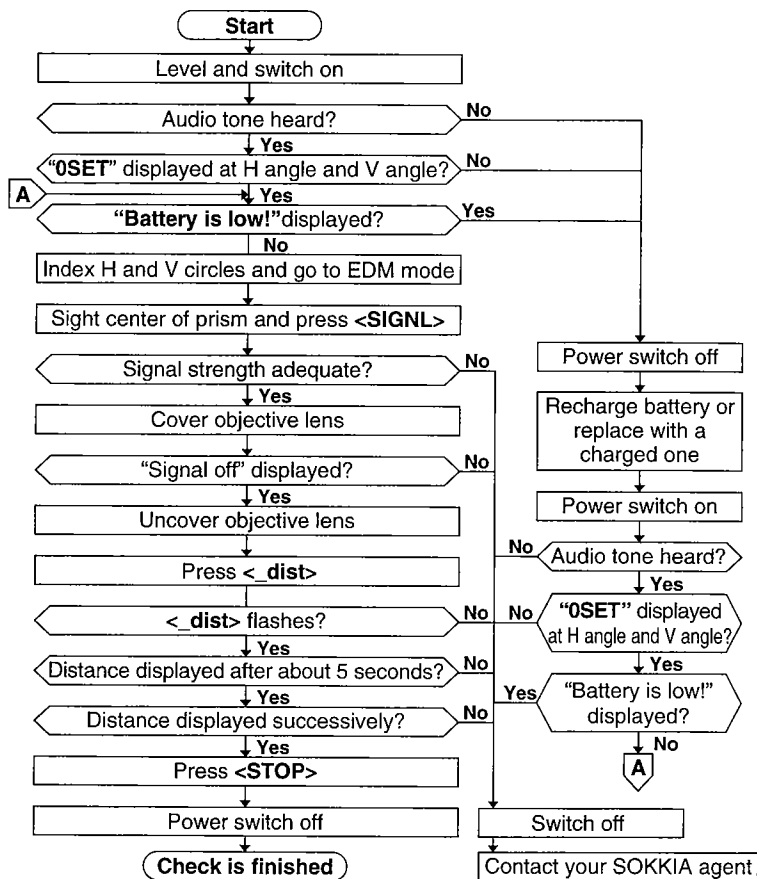 Start
Level and switch on
Audio tone heard?
No
Yes
"0SET" displayed at H angle and V angle?
No
A
Yes
"Battery is low!"displayed?
Yes
No
Index H and V circles and go to EDM mode
Sight center of prism and press <SIGNL>
Signal strength adequate?
No
Yes
Cover objective lens
"Signal off" displayed?
No
Yes
Uncover objective lens
Press <_dist>
<_dist> flashes?
No
Yes
Distance displayed after about 5 seconds?
No
Yes
Distance displayed successively?
No
Yes
Press <STOP>
Power switch off
Check is finished
Power switch off
Recharge battery or
replace with a
charged one
Power switch on
No
Audio tone heard?
Yes
No
"0SET" displayed
at H angle and V angle?
Yes
Yes
"Battery is low!"
displayed?
No
A
Switch off
Contact your SOKKIA agent